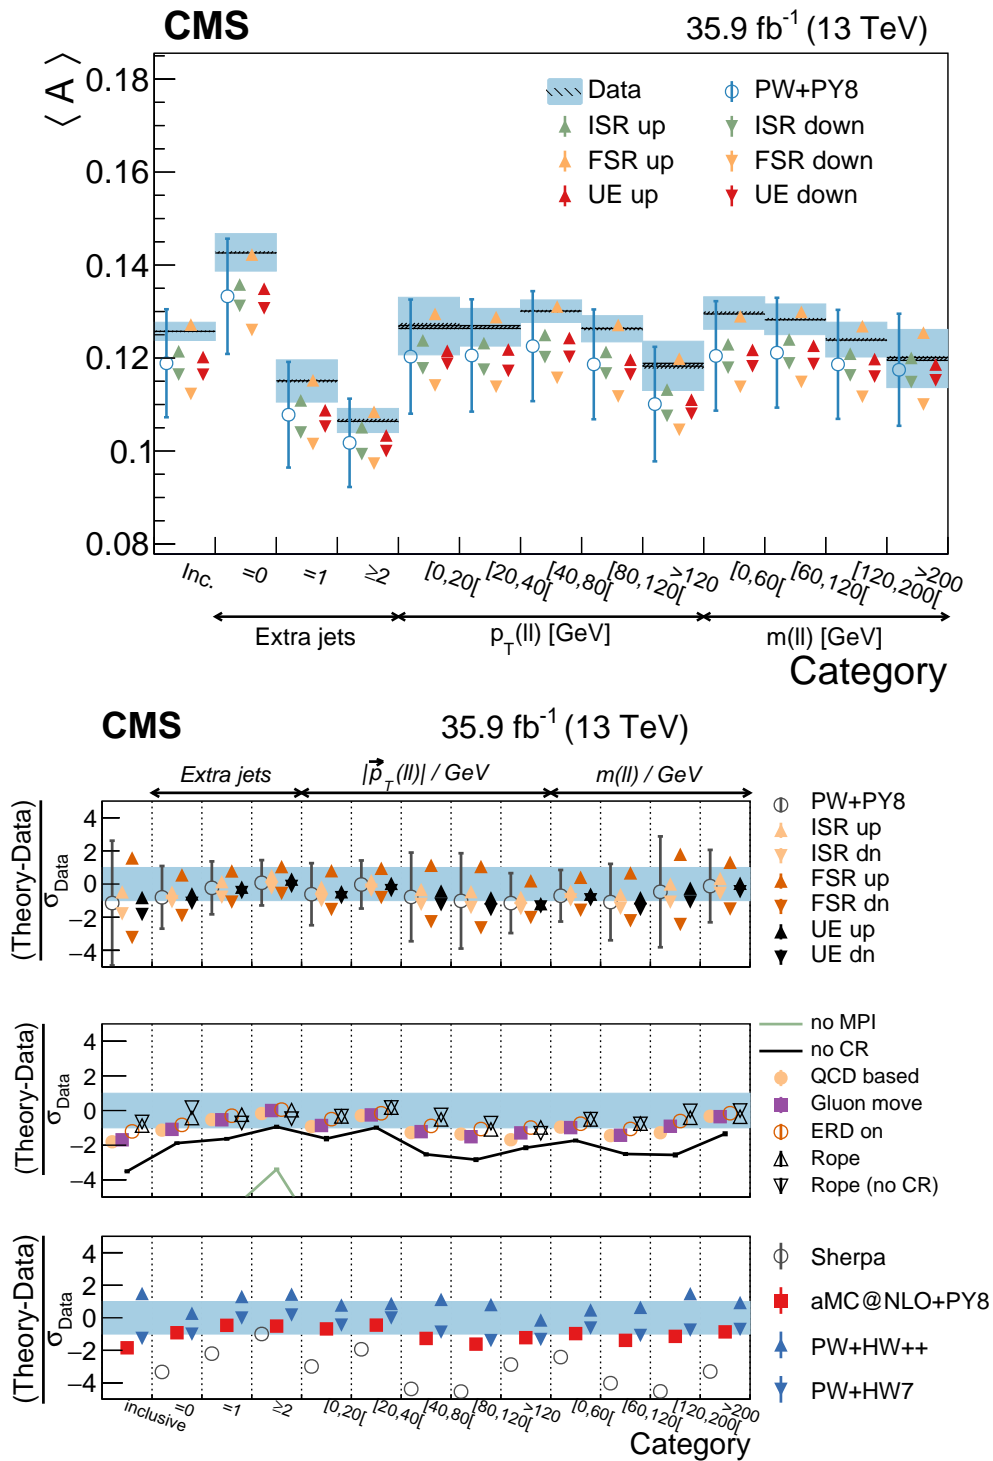 CMS 35.9 fb⁻¹ (13 TeV)
⟨ A ⟩
0.18
0.16
0.14
0.12
0.1
0.08
Data PW+PY8
ISR up ISR down
FSR up FSR down
UE up UE down
Inc. =0 =1 ≥2 [0,20[ [20,40[ [40,80[ [80,120[ >120 [0,60[ [60,120[ [120,200[ >200
Extra jets p_T(ll) [GeV] m(ll) [GeV]
Category
CMS 35.9 fb⁻¹ (13 TeV)
Extra jets |p⃗_T(ll)| / GeV m(ll) / GeV
(Theory-Data)
σ_Data
4
2
0
−2
−4
PW+PY8
ISR up
ISR dn
FSR up
FSR dn
UE up
UE dn
(Theory-Data)
σ_Data
4
2
0
−2
−4
no MPI
no CR
QCD based
Gluon move
ERD on
Rope
Rope (no CR)
(Theory-Data)
σ_Data
4
2
0
−2
−4
Sherpa
aMC@NLO+PY8
PW+HW++
PW+HW7
inclusive =0 =1 ≥2 [0,20[ [20,40[ [40,80[ [80,120[ >120 [0,60[ [60,120[ [120,200[ >200
Category